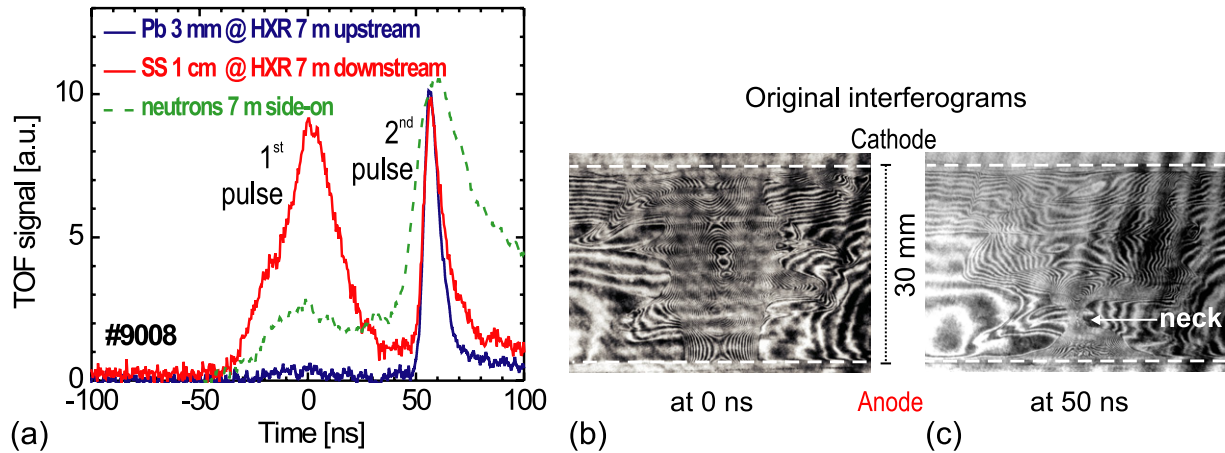 Pb 3 mm @ HXR 7 m upstream
SS 1 cm @ HXR 7 m downstream
neutrons 7 m side-on
1st pulse
2nd pulse
#9008
TOF signal [a.u.]
10
5
0
-100 -50 0 50 100
Time [ns]
(a)
Original interferograms
Cathode
30 mm
neck
at 0 ns
Anode
at 50 ns
(b)
(c)